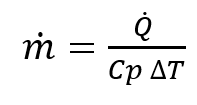 ṁ = Q̇ / (Cp ΔT)